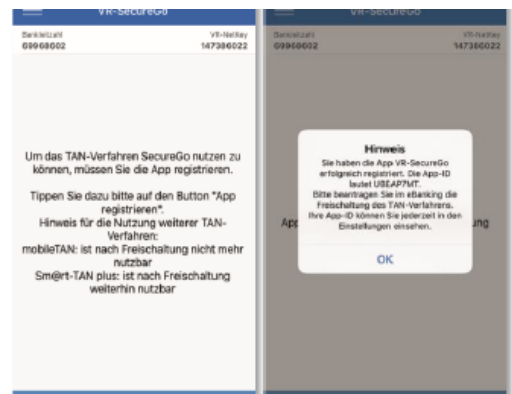 VR-SecureGo
Bankleitzahl VR-NetKey
69968602 147386022
Um das TAN-Verfahren SecureGo nutzen zu
können, müssen Sie die App registrieren.
Tippen Sie dazu bitte auf den Button "App
registrieren".
Hinweis für die Nutzung weiterer TAN-
Verfahren:
mobileTAN: ist nach Freischaltung nicht mehr
nutzbar
Sm@rt-TAN plus: ist nach Freischaltung
weiterhin nutzbar
VR-SecureGo
Bankleitzahl VR-NetKey
69968602 147386022
App
ung
Hinweis
Sie haben die App VR-SecureGo
erfolgreich registriert. Die App-ID
lautet
Bitte beantragen Sie im eBanking die
Freischaltung des TAN-Verfahrens.
Ihre App-ID können Sie jederzeit in den
Einstellungen einsehen.
OK